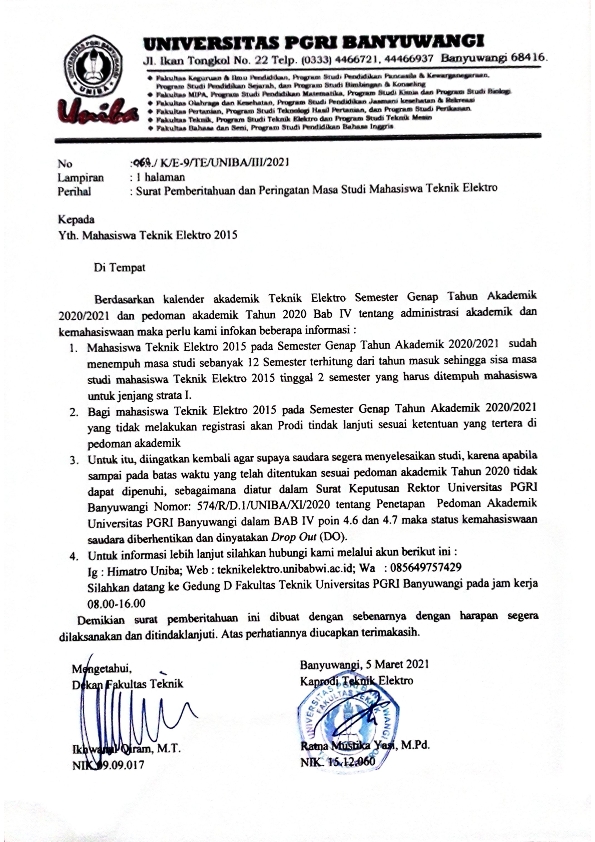 UNIVERSITAS PGRI BANYUWANGI
Jl. Ikan Tongkol No. 22 Telp. (0333) 4466721, 44466937 Banyuwangi 68416.
UNIVERSITAS PGRI BANYUWANGI
UNIBA
Uniba
◆ Fakultas Keguruan & Ilmu Pendidikan, Program Studi Pendidikan Pancasila & Kewarganegaraan,
Program Studi Pendidikan Sejarah, dan Program Studi Bimbingan & Konseling
◆ Fakultas MIPA, Program Studi Pendidikan Matematika, Program Studi Kimia dan Program Studi Biologi
◆ Fakultas Olahraga dan Kesehatan, Program Studi Pendidikan Jasmani kesehatan & Rekreasi
◆ Fakultas Pertanian, Program Studi Teknologi Hasil Pertanian, dan Program Studi Perikanan.
◆ Fakultas Teknik, Program Studi Teknik Elektro dan Program Studi Teknik Mesin
◆ Fakultas Bahasa dan Seni, Program Studi Pendidikan Bahasa Inggris
No : / K/E-9/TE/UNIBA/III/2021
Lampiran : 1 halaman
Perihal : Surat Pemberitahuan dan Peringatan Masa Studi Mahasiswa Teknik Elektro
Kepada
Yth. Mahasiswa Teknik Elektro 2015
Di Tempat
Berdasarkan kalender akademik Teknik Elektro Semester Genap Tahun Akademik
2020/2021 dan pedoman akademik Tahun 2020 Bab IV tentang administrasi akademik dan
kemahasiswaan maka perlu kami infokan beberapa informasi :
1. Mahasiswa Teknik Elektro 2015 pada Semester Genap Tahun Akademik 2020/2021 sudah
menempuh masa studi sebanyak 12 Semester terhitung dari tahun masuk sehingga sisa masa
studi mahasiswa Teknik Elektro 2015 tinggal 2 semester yang harus ditempuh mahasiswa
untuk jenjang strata I.
2. Bagi mahasiswa Teknik Elektro 2015 pada Semester Genap Tahun Akademik 2020/2021
yang tidak melakukan registrasi akan Prodi tindak lanjuti sesuai ketentuan yang tertera di
pedoman akademik
3. Untuk itu, diingatkan kembali agar supaya saudara segera menyelesaikan studi, karena apabila
sampai pada batas waktu yang telah ditentukan sesuai pedoman akademik Tahun 2020 tidak
dapat dipenuhi, sebagaimana diatur dalam Surat Keputusan Rektor Universitas PGRI
Banyuwangi Nomor: 574/R/D.1/UNIBA/XI/2020 tentang Penetapan Pedoman Akademik
Universitas PGRI Banyuwangi dalam BAB IV poin 4.6 dan 4.7 maka status kemahasiswaan
saudara diberhentikan dan dinyatakan Drop Out (DO).
4. Untuk informasi lebih lanjut silahkan hubungi kami melalui akun berikut ini :
Ig : Himatro Uniba; Web : teknikelektro.unibabwi.ac.id; Wa : 085649757429
Silahkan datang ke Gedung D Fakultas Teknik Universitas PGRI Banyuwangi pada jam kerja
08.00-16.00
Demikian surat pemberitahuan ini dibuat dengan sebenarnya dengan harapan segera
dilaksanakan dan ditindaklanjuti. Atas perhatiannya diucapkan terimakasih.
Mengetahui,
Dekan Fakultas Teknik
Ikhwanul Qiram, M.T.
NIK.09.09.017
Banyuwangi, 5 Maret 2021
Kaprodi Teknik Elektro
UNIVERSITAS PGRI BANYUWANGI
FAKULTAS TEKNIK
Ratna Mustika Yasi, M.Pd.
NIK. 15.12.060